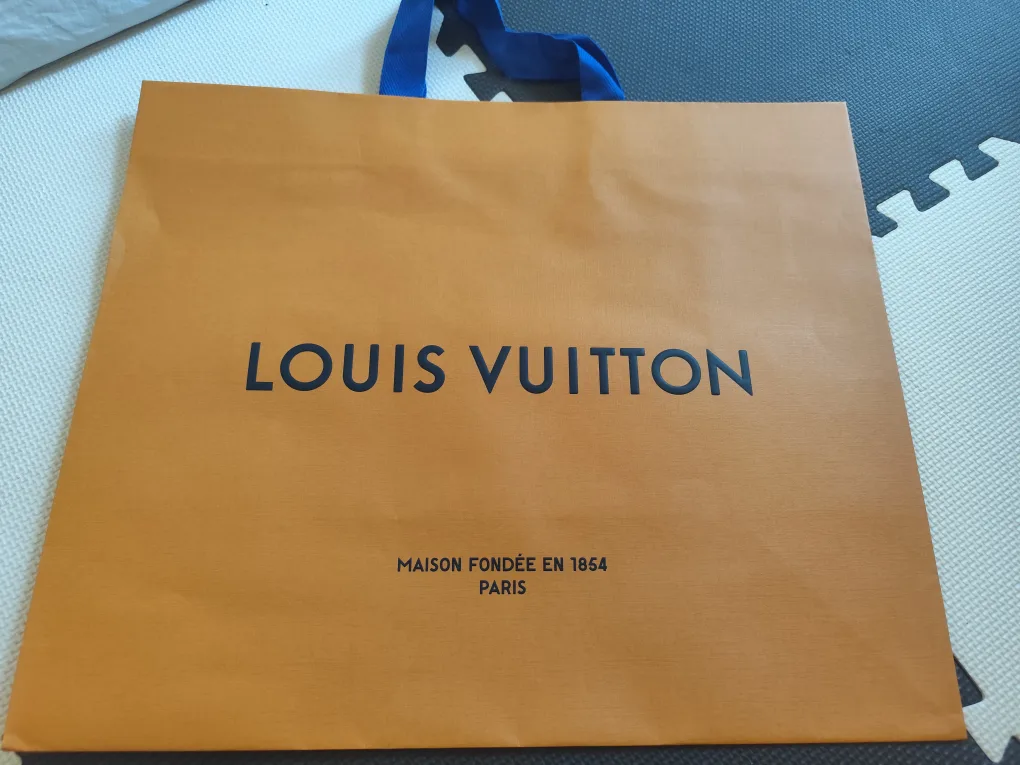 LOUIS VUITTON
MAISON FONDÉE EN 1854
PARIS